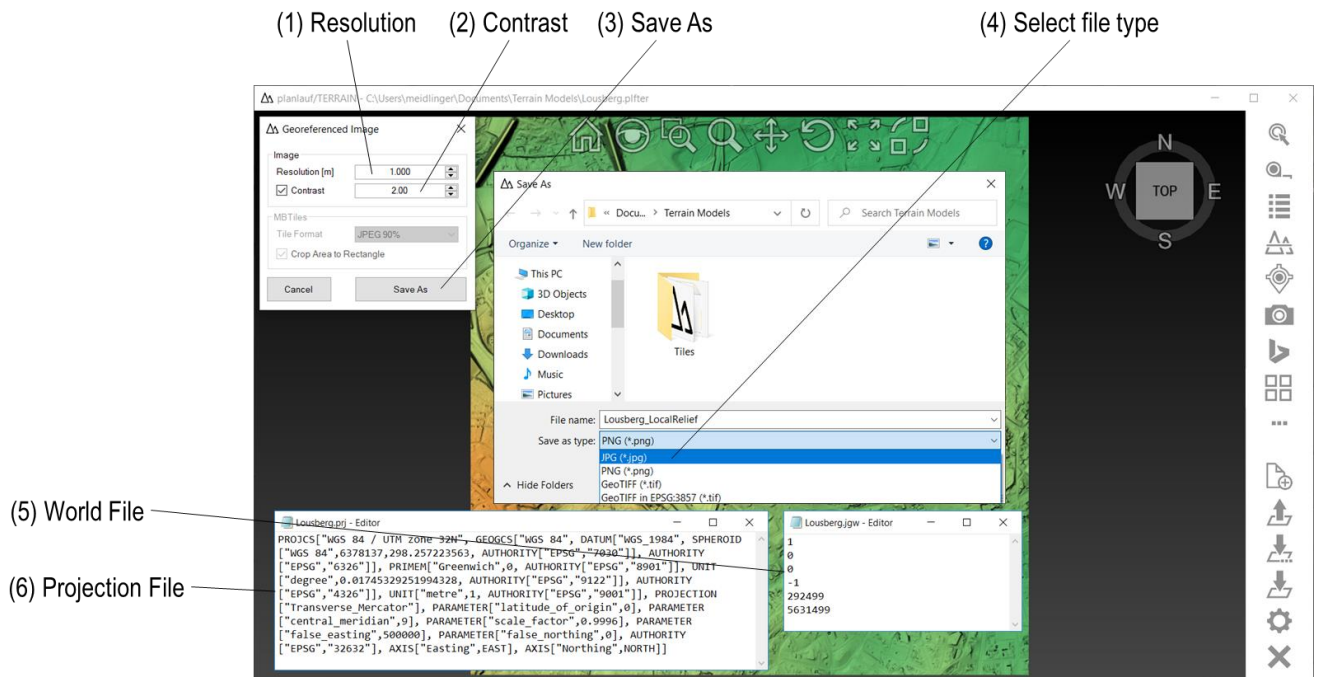 (1) Resolution (2) Contrast (3) Save As (4) Select file type
planlauf/TERRAIN - C:\Users\meidlinger\Documents\Terrain Models\Lousberg.plfter
Georeferenced Image
Image
Resolution [m] 1.000
Contrast 2.00
MBTiles
Tile Format JPEG 90%
Crop Area to Rectangle
Cancel Save As
N
W TOP E
S
Save As
« Docu... > Terrain Models Search Terrain Models
Organize New folder
This PC
3D Objects
Desktop
Documents
Downloads
Music
Pictures
Tiles
File name: Lousberg_LocalRelief
Save as type: PNG (*.png)
JPG (*.jpg)
PNG (*.png)
GeoTIFF (*.tif)
GeoTIFF in EPSG:3857 (*.tif)
Hide Folders
(5) World File
(6) Projection File
Lousberg.prj - Editor
PROJCS["WGS 84 / UTM zone 32N", GEOGCS["WGS 84", DATUM["WGS_1984", SPHEROID
["WGS 84",6378137,298.257223563, AUTHORITY["EPSG","7030"]], AUTHORITY
["EPSG","6326"]], PRIMEM["Greenwich",0, AUTHORITY["EPSG","8901"]], UNIT
["degree",0.01745329251994328, AUTHORITY["EPSG","9122"]], AUTHORITY
["EPSG","4326"]], UNIT["metre",1, AUTHORITY["EPSG","9001"]], PROJECTION
["Transverse_Mercator"], PARAMETER["latitude_of_origin",0], PARAMETER
["central_meridian",9], PARAMETER["scale_factor",0.9996], PARAMETER
["false_easting",500000], PARAMETER["false_northing",0], AUTHORITY
["EPSG","32632"], AXIS["Easting",EAST], AXIS["Northing",NORTH]]
Lousberg.jgw - Editor
1
0
0
-1
292499
5631499